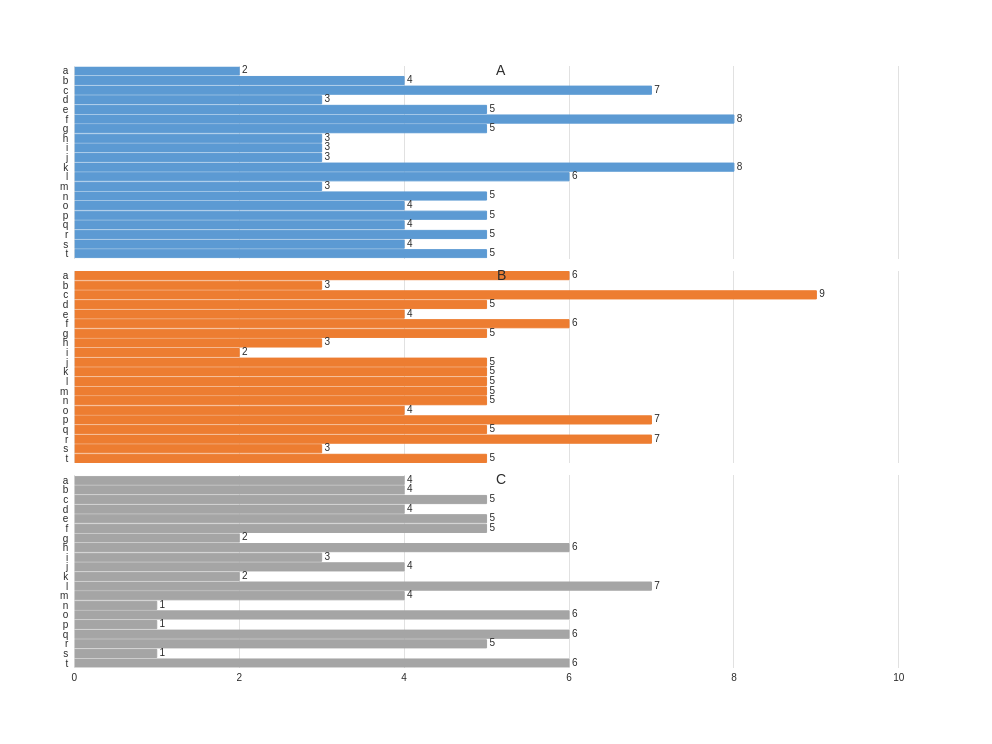 A
a 2
b 4
c 7
d 3
e 5
f 8
g 5
h 3
i 3
j 3
k 8
l 6
m 3
n 5
o 4
p 5
q 4
r 5
s 4
t 5
B
a 6
b 3
c 9
d 5
e 4
f 6
g 5
h 3
i 2
j 5
k 5
l 5
m 5
n 5
o 4
p 7
q 5
r 7
s 3
t 5
C
a 4
b 4
c 5
d 4
e 5
f 5
g 2
h 6
i 3
j 4
k 2
l 7
m 4
n 1
o 6
p 1
q 6
r 5
s 1
t 6
0 2 4 6 8 10